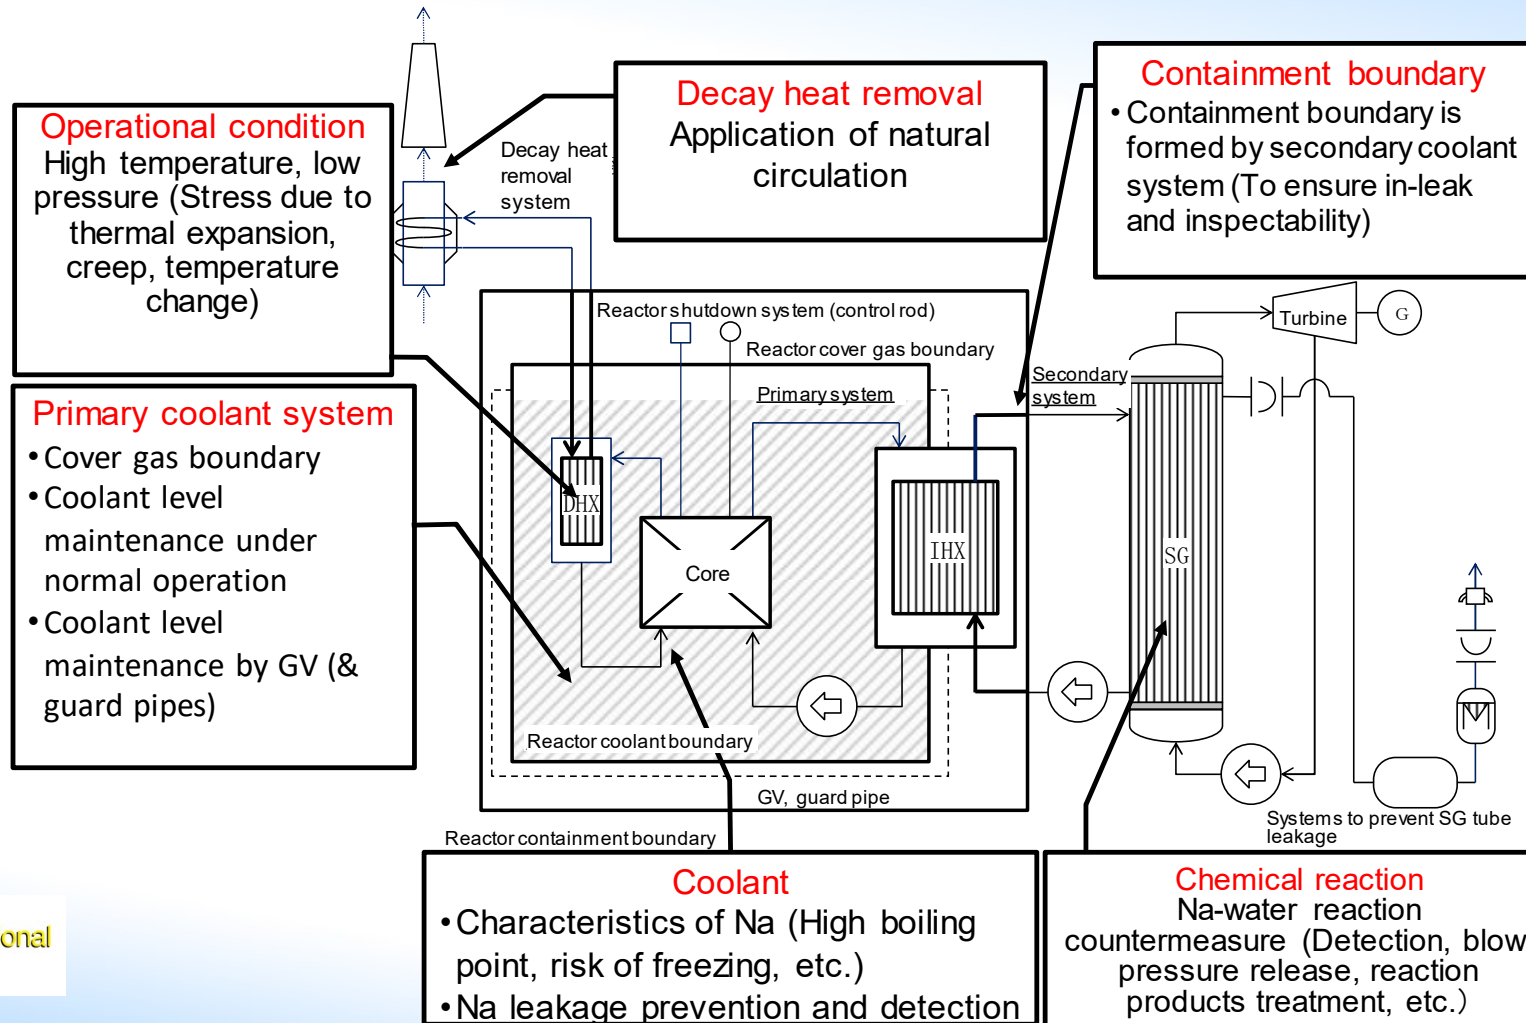 Operational condition
High temperature, low
pressure (Stress due to
thermal expansion,
creep, temperature
change)
Decay heat
removal
system
Decay heat removal
Application of natural
circulation
Containment boundary
• Containment boundary is
formed by secondary coolant
system (To ensure in-leak
and inspectability)
Primary coolant system
• Cover gas boundary
• Coolant level
maintenance under
normal operation
• Coolant level
maintenance by GV (&
guard pipes)
Reactor shutdown system (control rod)
Reactor cover gas boundary
Primary system
Secondary
system
Turbine
G
DHX
Core
IHX
SG
Reactor coolant boundary
GV, guard pipe
Reactor containment boundary
Systems to prevent SG tube
leakage
Coolant
• Characteristics of Na (High boiling
point, risk of freezing, etc.)
• Na leakage prevention and detection
Chemical reaction
Na-water reaction
countermeasure (Detection, blow
pressure release, reaction
products treatment, etc.)
onal